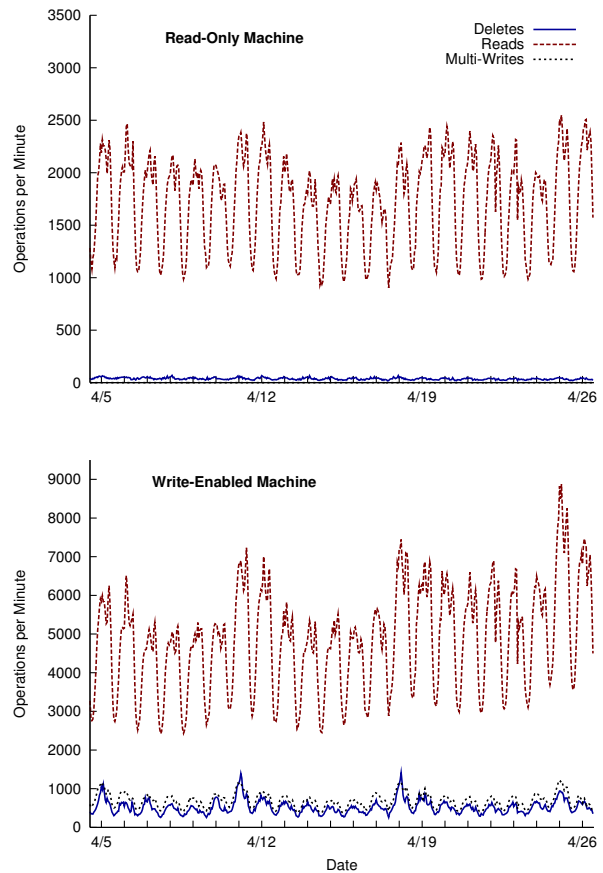 Read-Only Machine
Deletes
Reads
Multi-Writes
Operations per Minute
3500
3000
2500
2000
1500
1000
500
0
4/5 4/12 4/19 4/26
Write-Enabled Machine
Operations per Minute
9000
8000
7000
6000
5000
4000
3000
2000
1000
0
4/5 4/12 4/19 4/26
Date